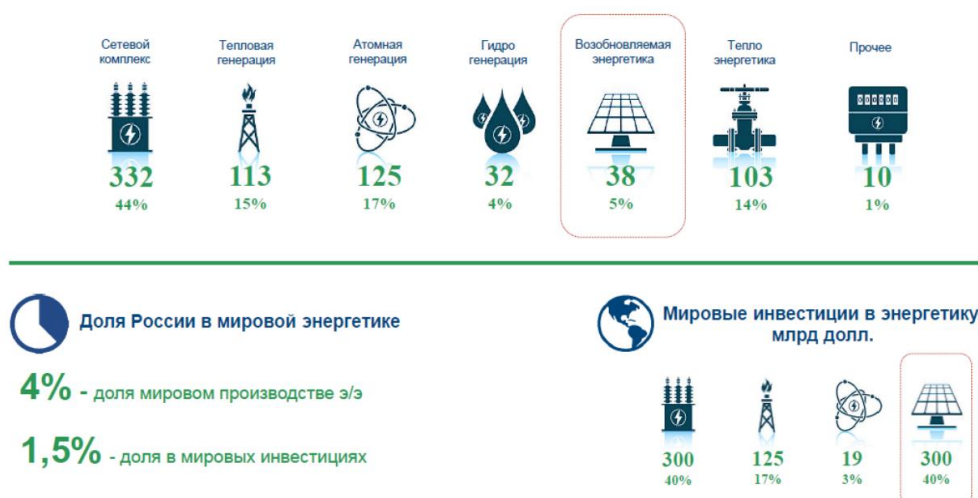 Сетевой
комплекс
Тепловая
генерация
Атомная
генерация
Гидро
генерация
Возобновляемая
энергетика
Тепло
энергетика
Прочее
332
113
125
32
38
103
10
44%
15%
17%
4%
5%
14%
1%
Доля России в мировой энергетике
4% - доля мировом производстве э/э
1,5% - доля в мировых инвестициях
Мировые инвестиции в энергетику
млрд долл.
300
125
19
300
40%
17%
3%
40%